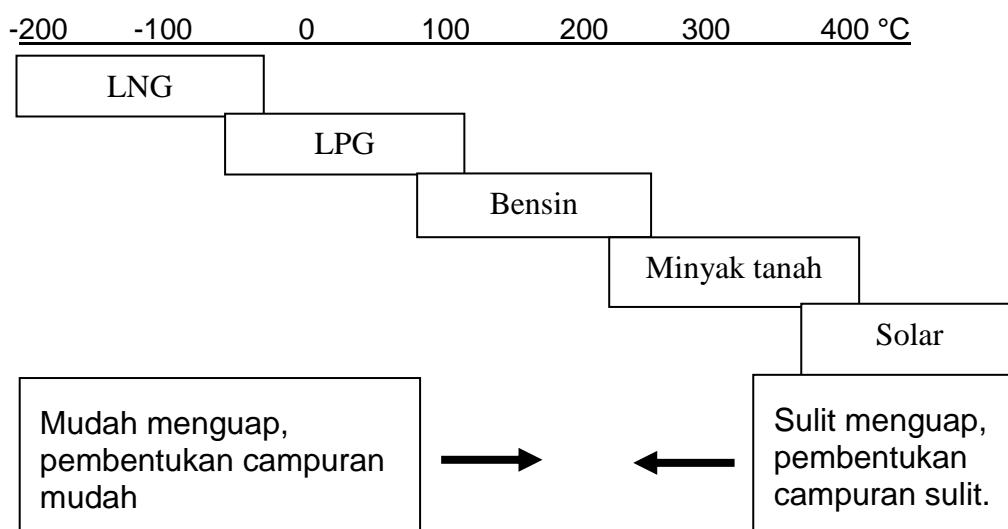 -200 -100 0 100 200 300 400 °C
LNG
LPG
Bensin
Minyak tanah
Solar
Mudah menguap,
pembentukan campuran
mudah
Sulit menguap,
pembentukan
campuran sulit.